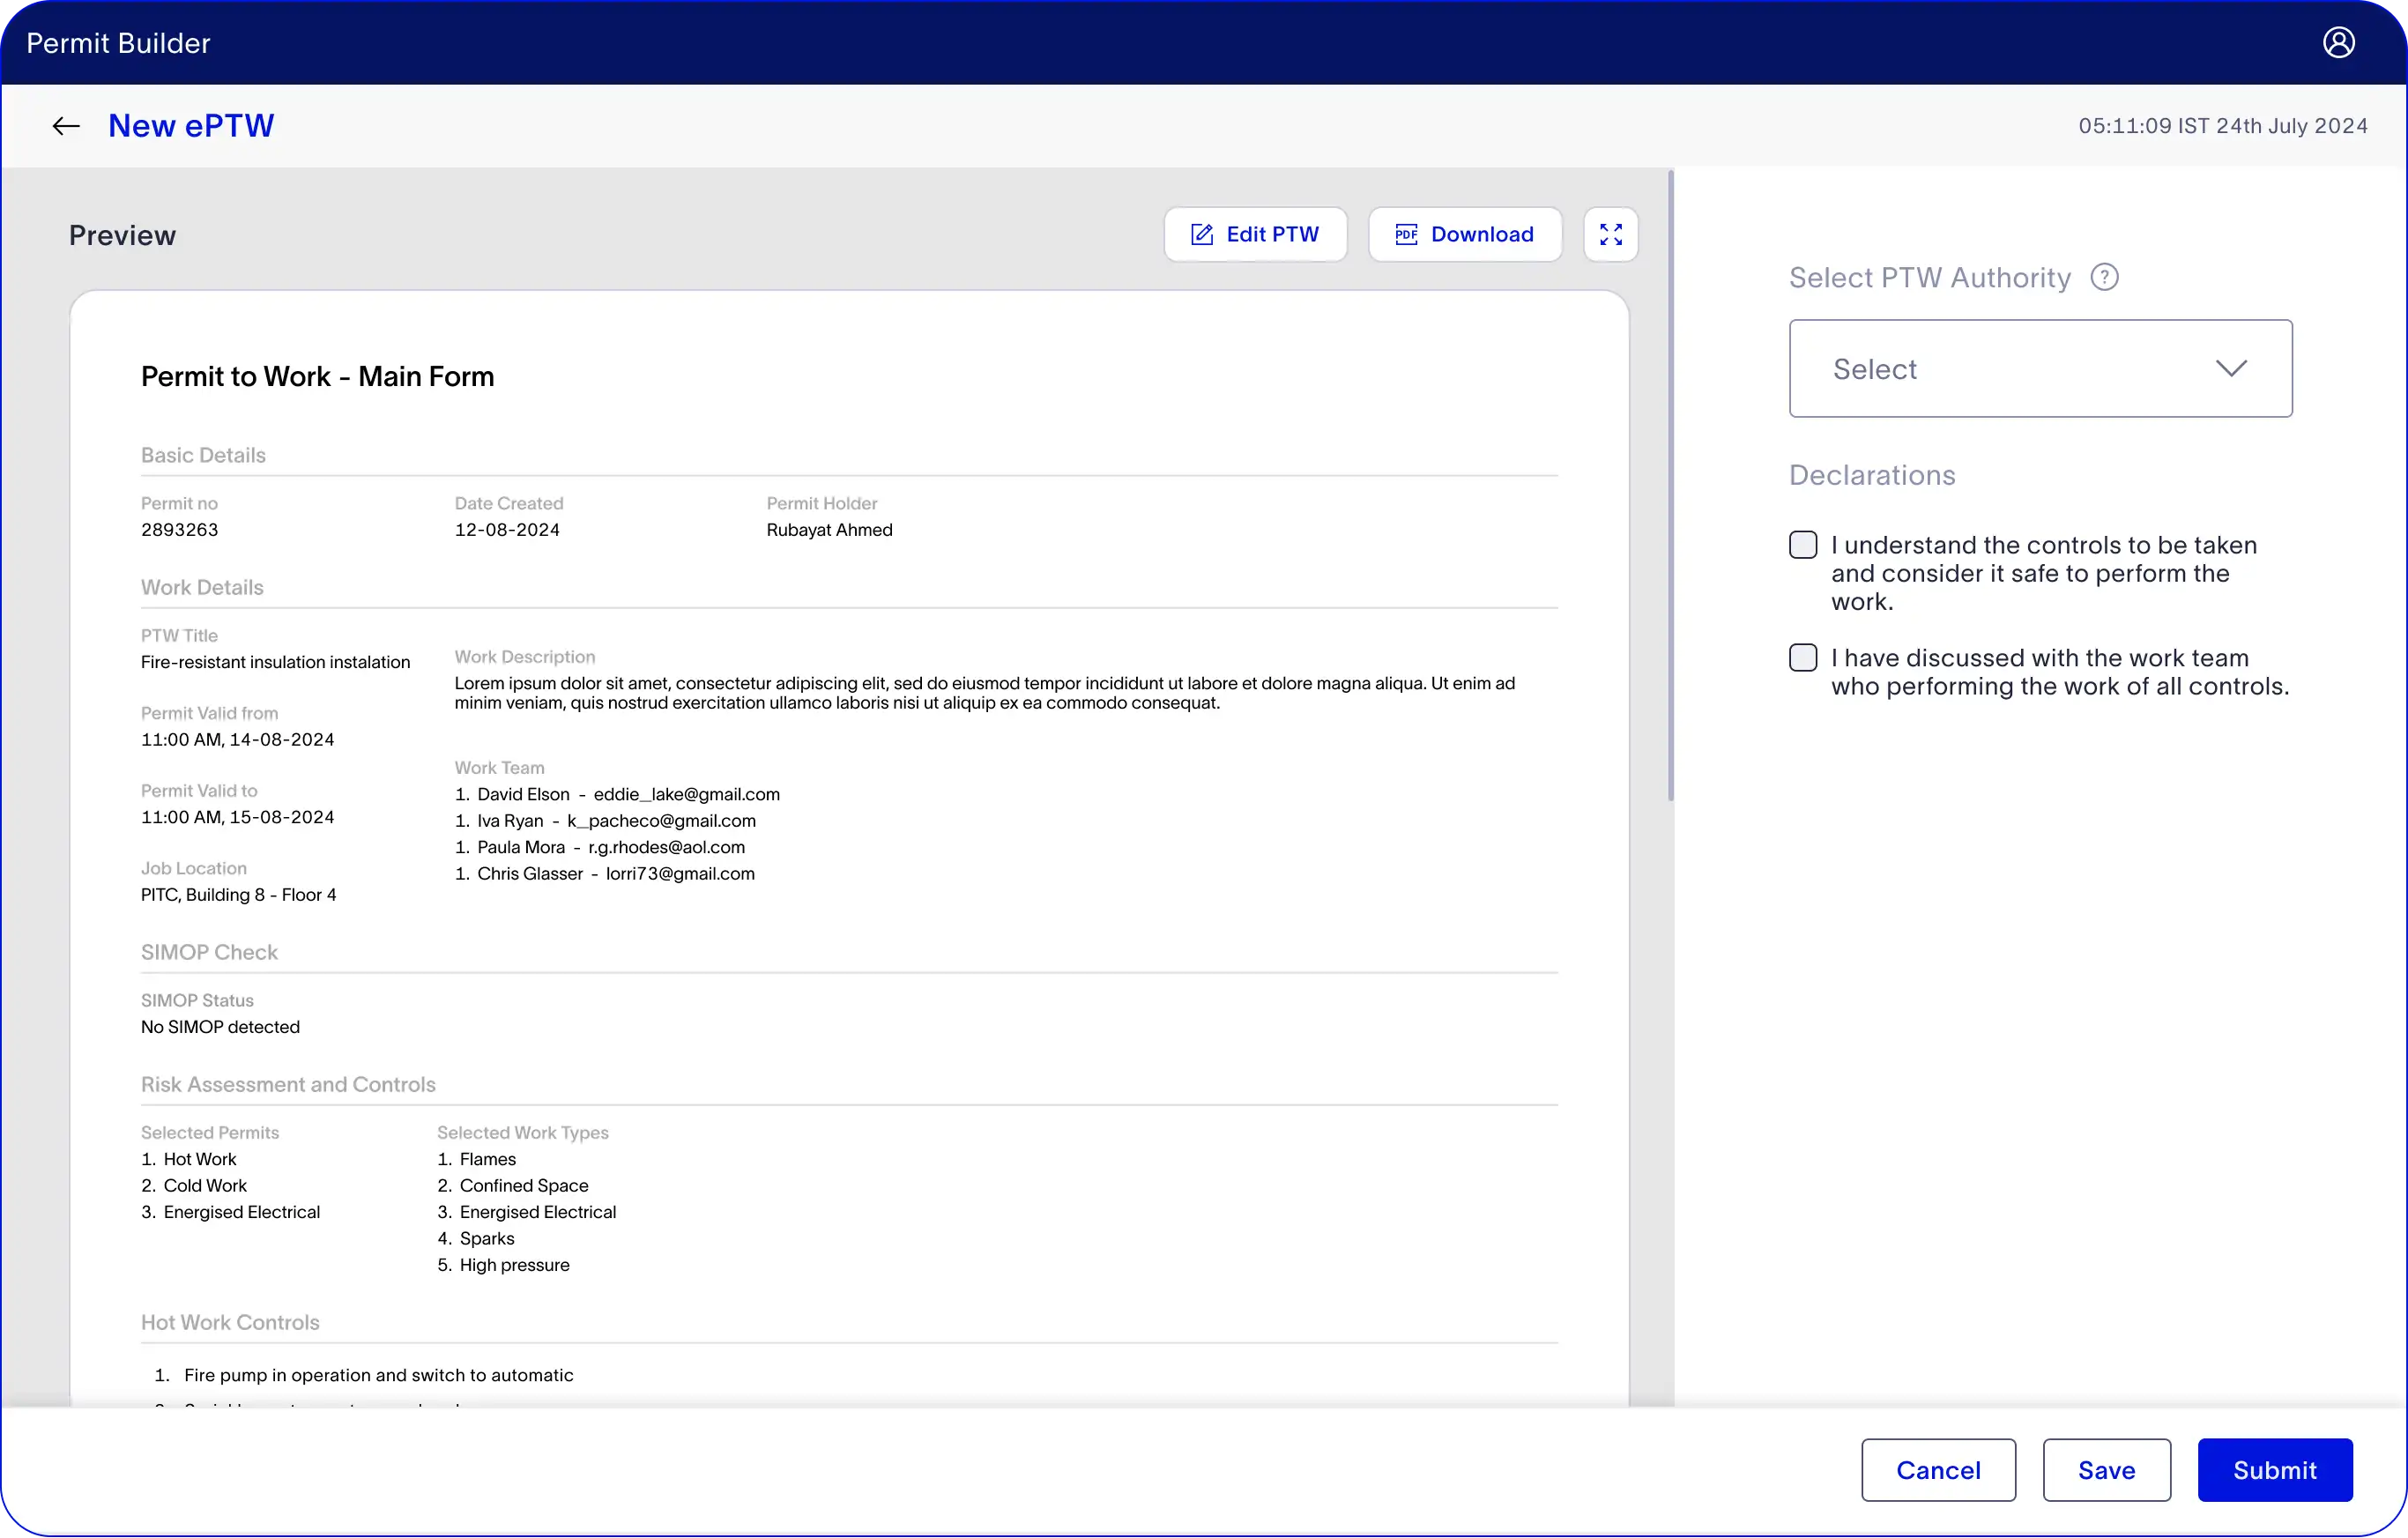 Permit Builder
New ePTW
05:11:09 IST 24th July 2024
Preview
Edit PTW
PDF Download
Permit to Work - Main Form
Basic Details
Permit no
2893263
Date Created
12-08-2024
Permit Holder
Rubayat Ahmed
Work Details
PTW Title
Fire-resistant insulation instalation
Permit Valid from
11:00 AM, 14-08-2024
Permit Valid to
11:00 AM, 15-08-2024
Job Location
PITC, Building 8 - Floor 4
Work Description
Lorem ipsum dolor sit amet, consectetur adipiscing elit, sed do eiusmod tempor incididunt ut labore et dolore magna aliqua. Ut enim ad
minim veniam, quis nostrud exercitation ullamco laboris nisi ut aliquip ex ea commodo consequat.
Work Team
1. David Elson - eddie_lake@gmail.com
1. Iva Ryan - k_pacheco@gmail.com
1. Paula Mora - r.g.rhodes@aol.com
1. Chris Glasser - lorri73@gmail.com
SIMOP Check
SIMOP Status
No SIMOP detected
Risk Assessment and Controls
Selected Permits
1. Hot Work
2. Cold Work
3. Energised Electrical
Selected Work Types
1. Flames
2. Confined Space
3. Energised Electrical
4. Sparks
5. High pressure
Hot Work Controls
1. Fire pump in operation and switch to automatic
Select PTW Authority ?
Select
Declarations
I understand the controls to be taken
and consider it safe to perform the
work.
I have discussed with the work team
who performing the work of all controls.
Cancel
Save
Submit